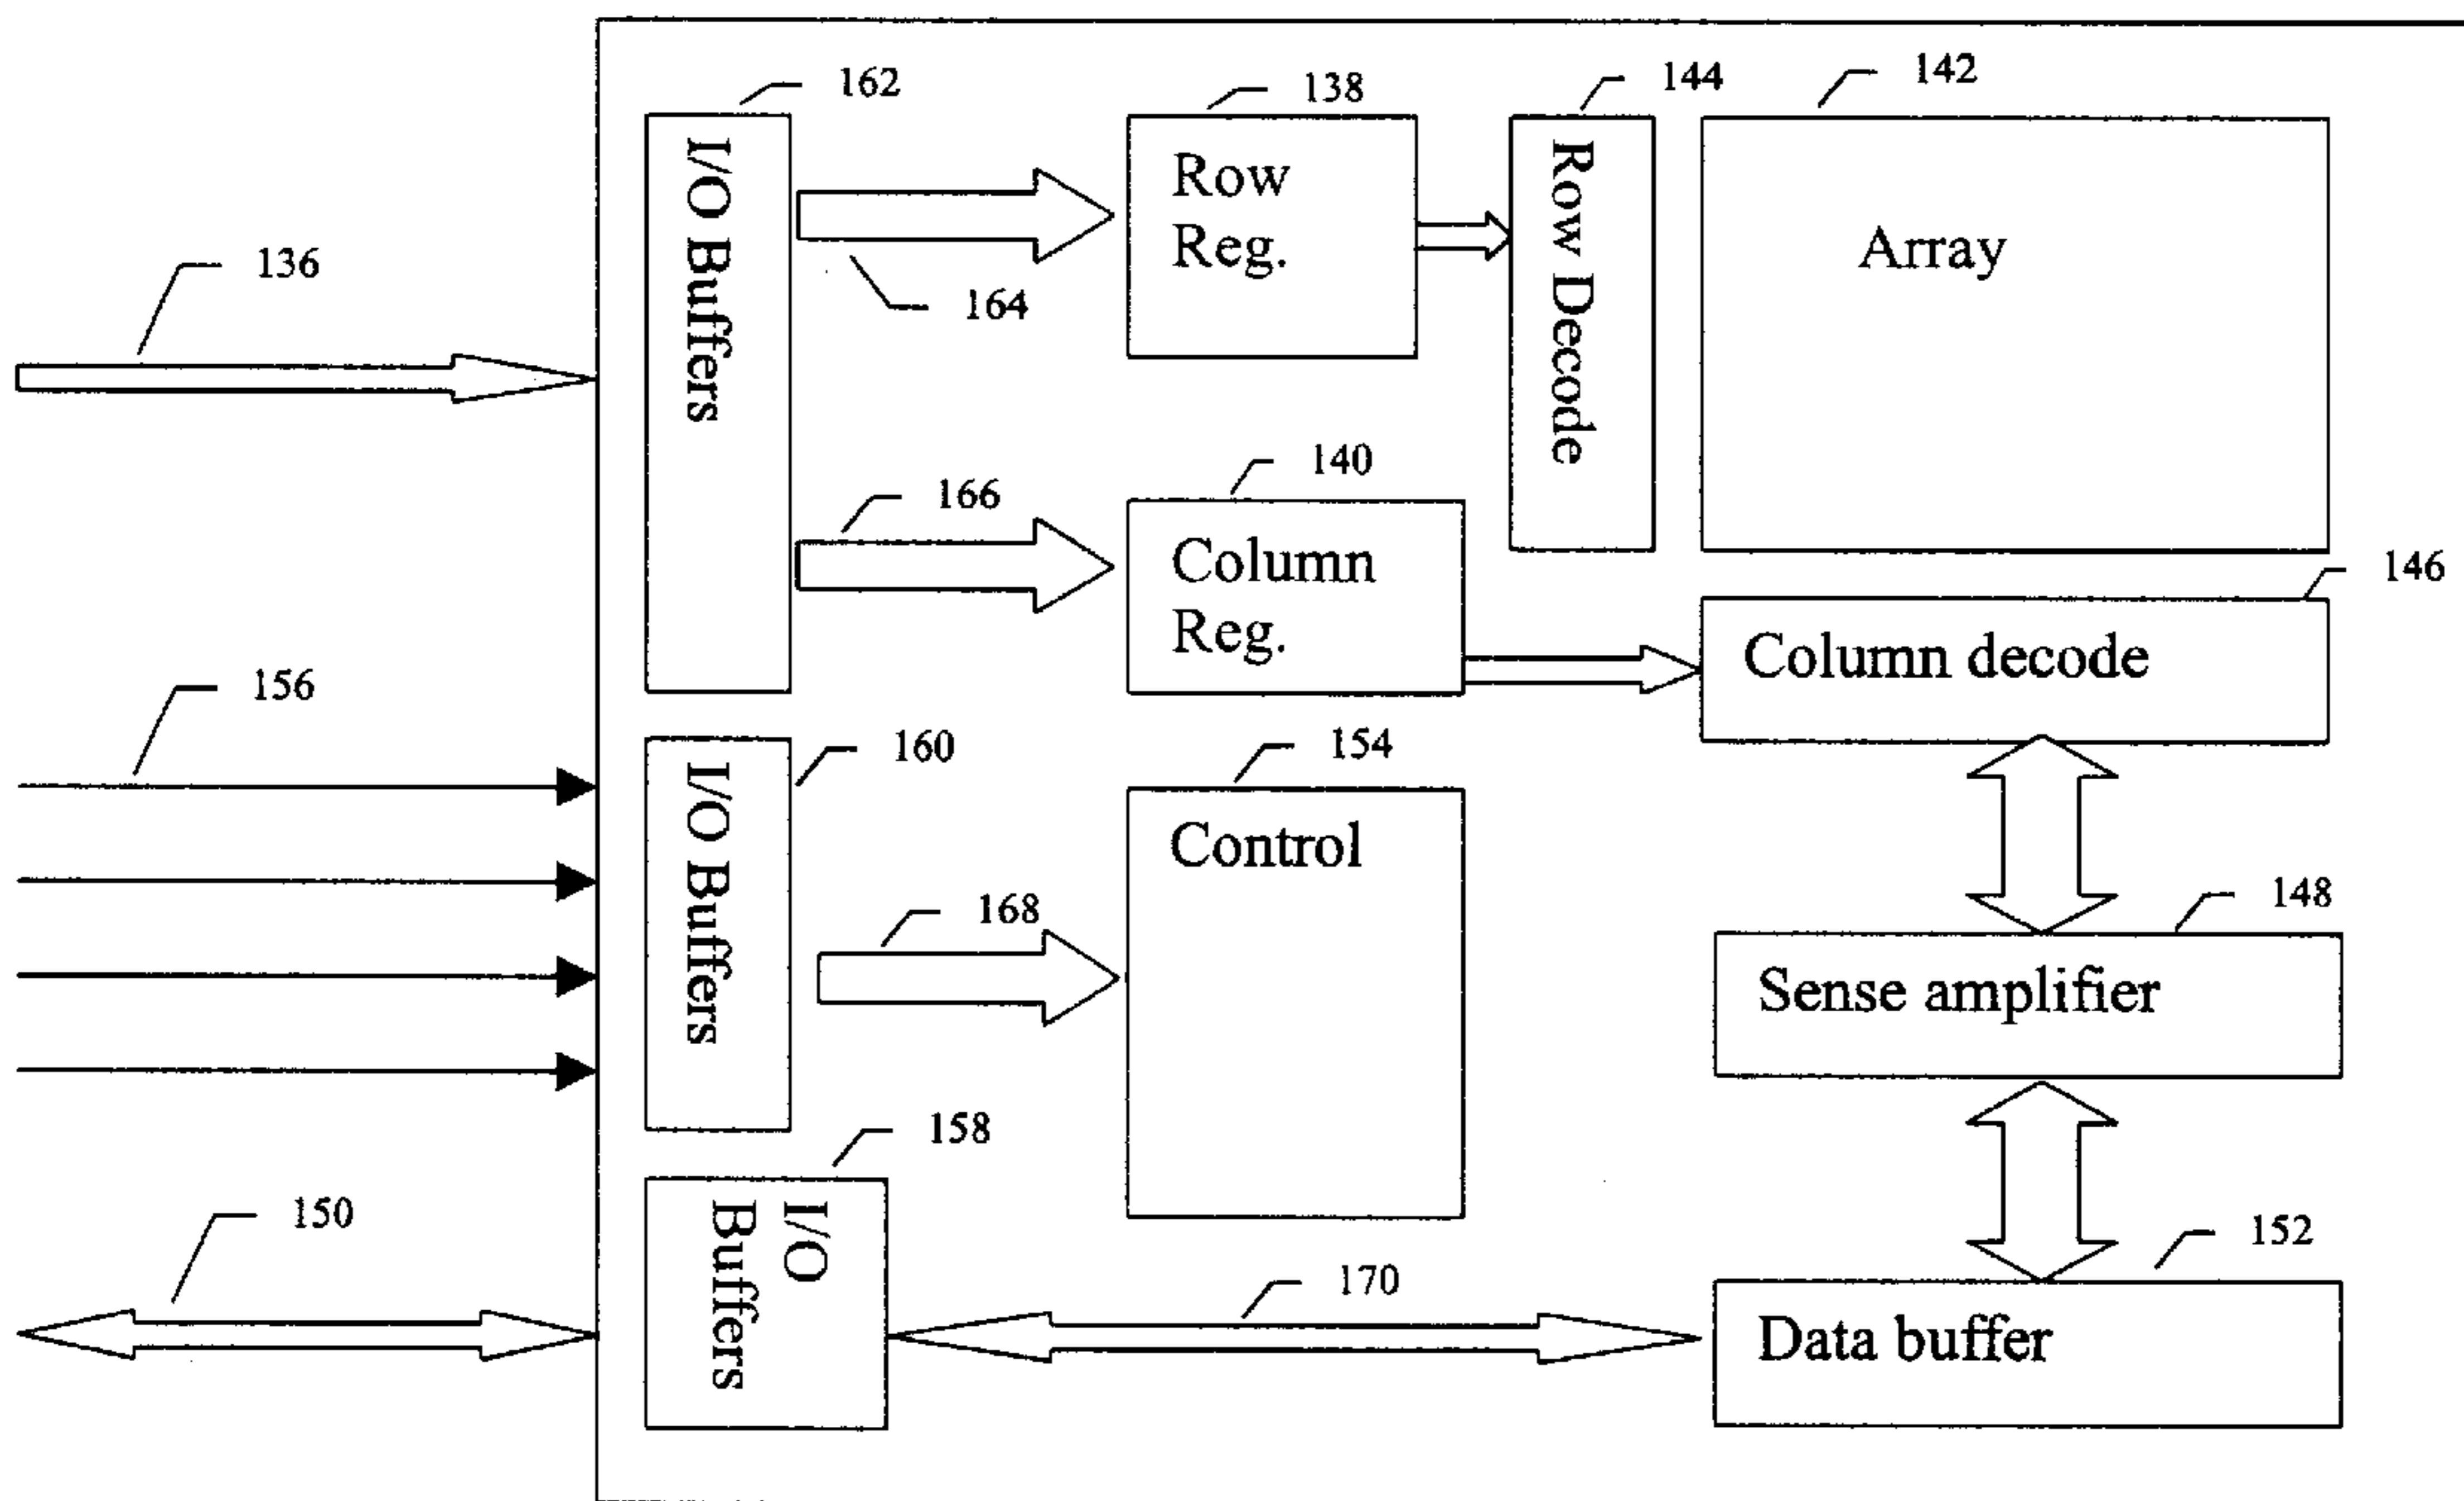 162
138
144
142
I/O Buffers
Row
Reg.
Row Decode
Array
136
164
166
140
Column
Reg.
146
Column decode
156
160
154
I/O Buffers
Control
168
148
Sense amplifier
158
I/O
Buffers
150
170
152
Data buffer